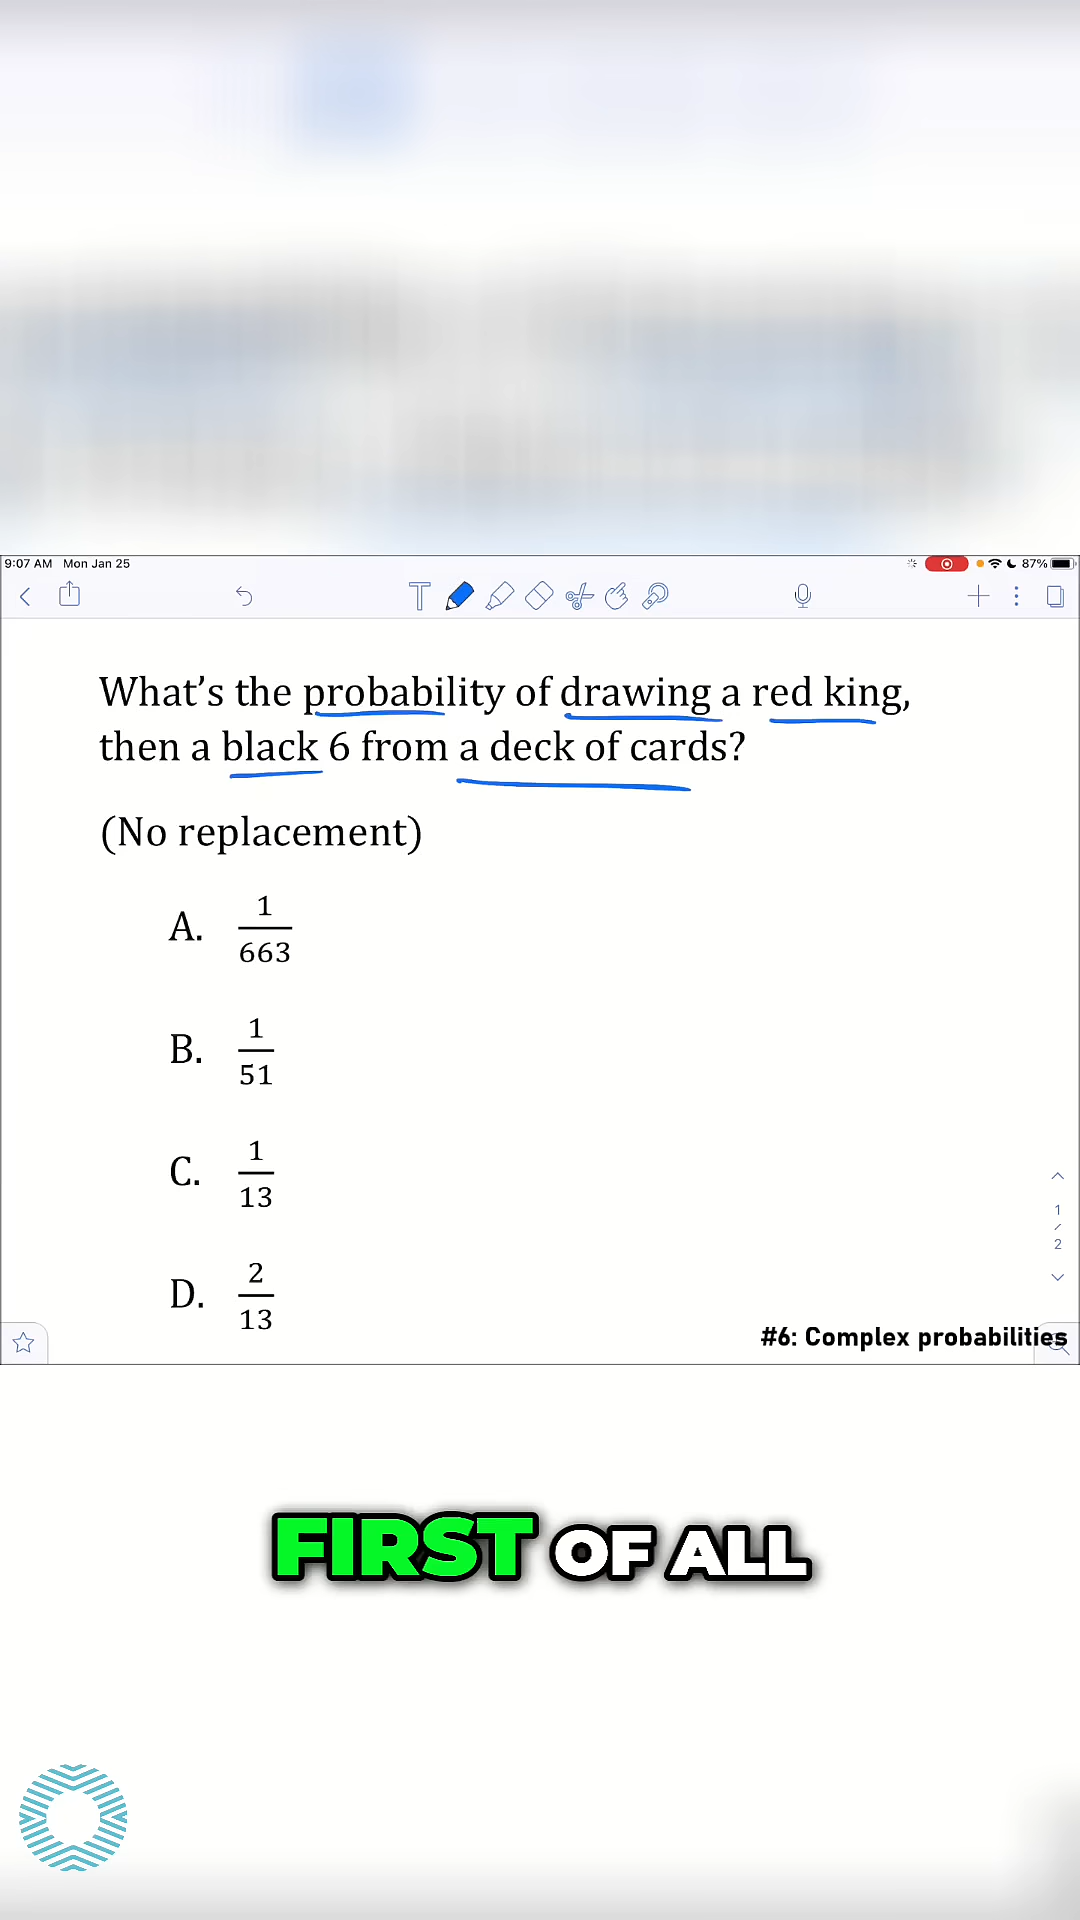 9:07 AM Mon Jan 25
87%
What's the probability of drawing a red king,
then a black 6 from a deck of cards?
(No replacement)
A. 1/663
B. 1/51
C. 1/13
D. 2/13
1
/
2
#6: Complex probabilities
FIRST OF ALL